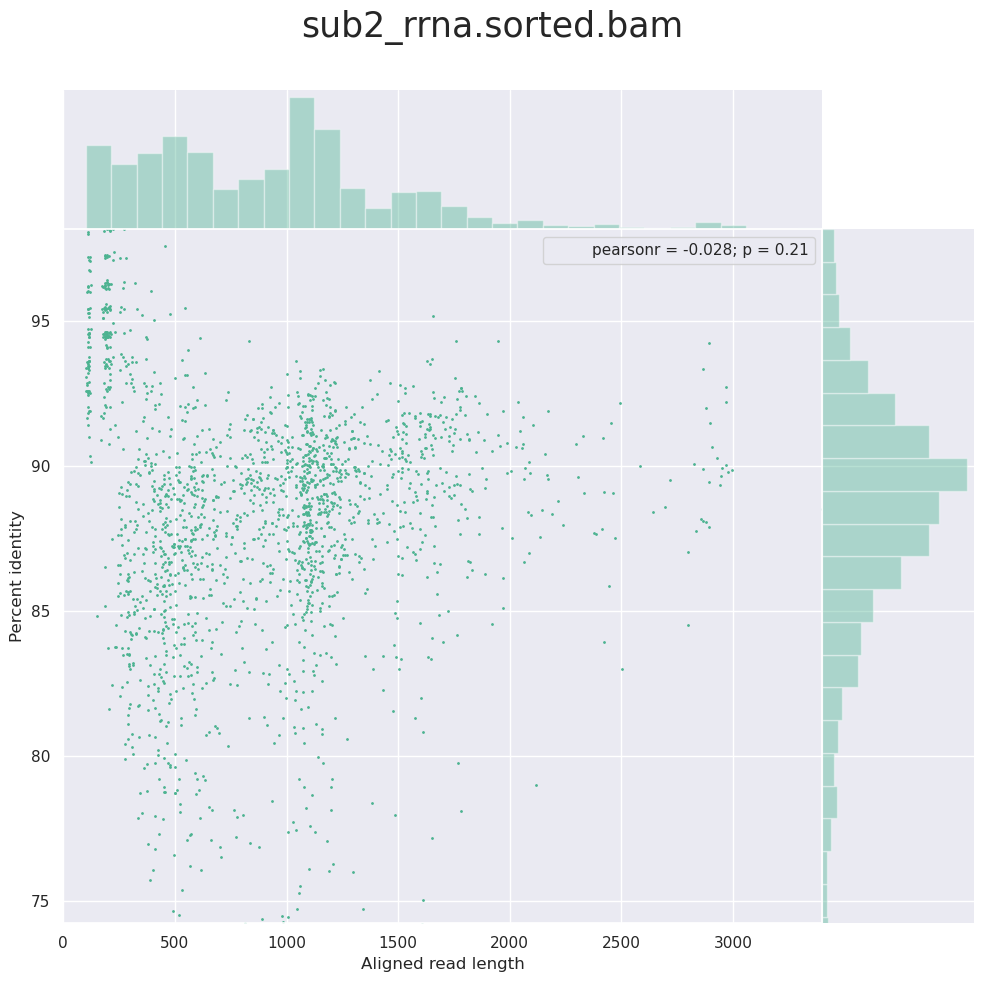 sub2_rrna.sorted.bam
pearsonr = -0.028; p = 0.21
95
90
85
80
75
Percent identity
0 500 1000 1500 2000 2500 3000
Aligned read length